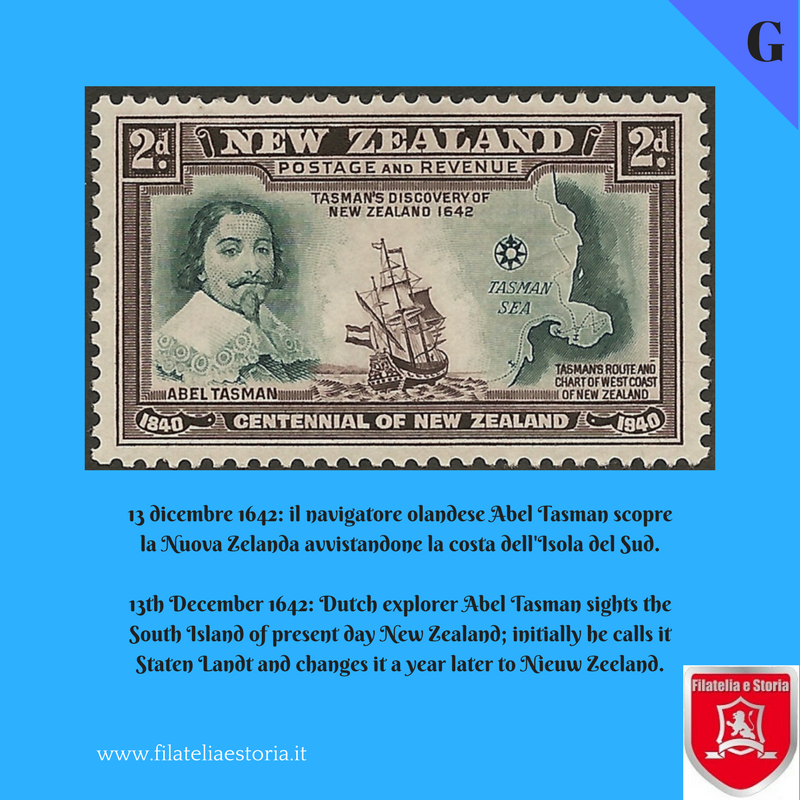 G
2d.
NEW ZEALAND
2d.
POSTAGE AND REVENUE
TASMAN'S DISCOVERY OF
NEW ZEALAND 1642
TASMAN
SEA
ABEL TASMAN
TASMAN'S ROUTE AND
CHART OF WEST COAST
OF NEW ZEALAND
1840
CENTENNIAL OF NEW ZEALAND
1940
13 dicembre 1642: il navigatore olandese Abel Tasman scopre
la Nuova Zelanda avvistandone la costa dell'Isola del Sud.
13th December 1642: Dutch explorer Abel Tasman sights the
South Island of present day New Zealand; initially he calls it
Staten Landt and changes it a year later to Nieuw Zeeland.
Filatelia e Storia
www.filateliaestoria.it